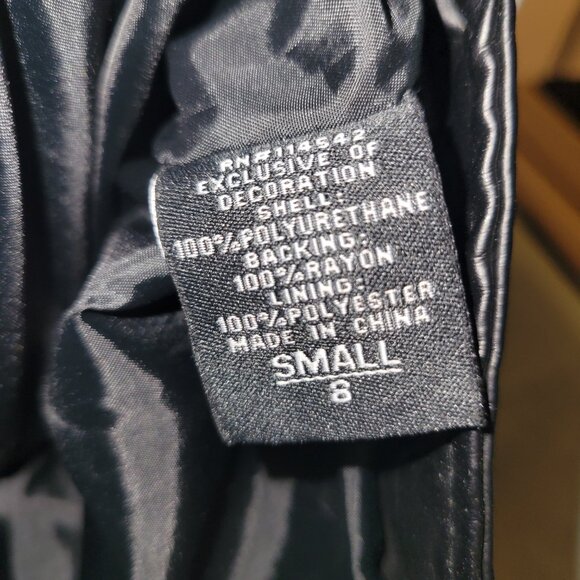 RN#114542
EXCLUSIVE OF
DECORATION
SHELL:
100%POLYURETHANE
BACKING:
100%RAYON
LINING:
100%POLYESTER
MADE IN CHINA
SMALL
8